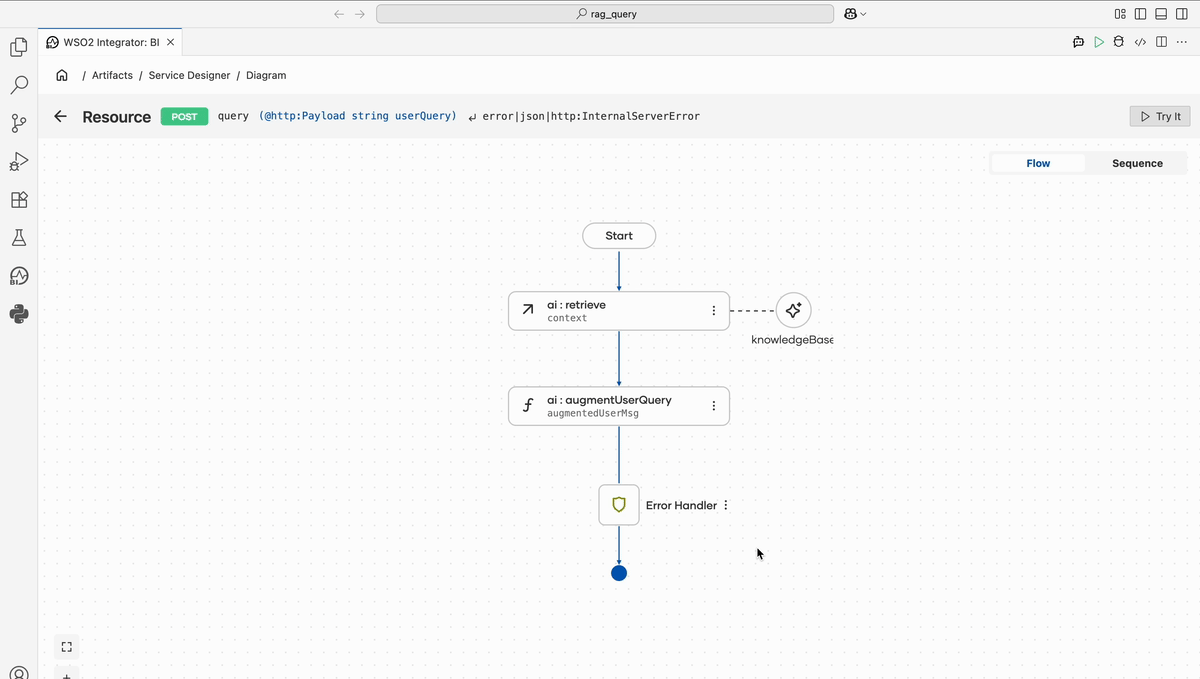 rag_query
WSO2 Integrator: BI
/ Artifacts / Service Designer / Diagram
Resource POST query (@http:Payload string userQuery) error|json|http:InternalServerError
Try It
Flow Sequence
Start
ai : retrieve
context
knowledgeBase
ai : augmentUserQuery
augmentedUserMsg
Error Handler